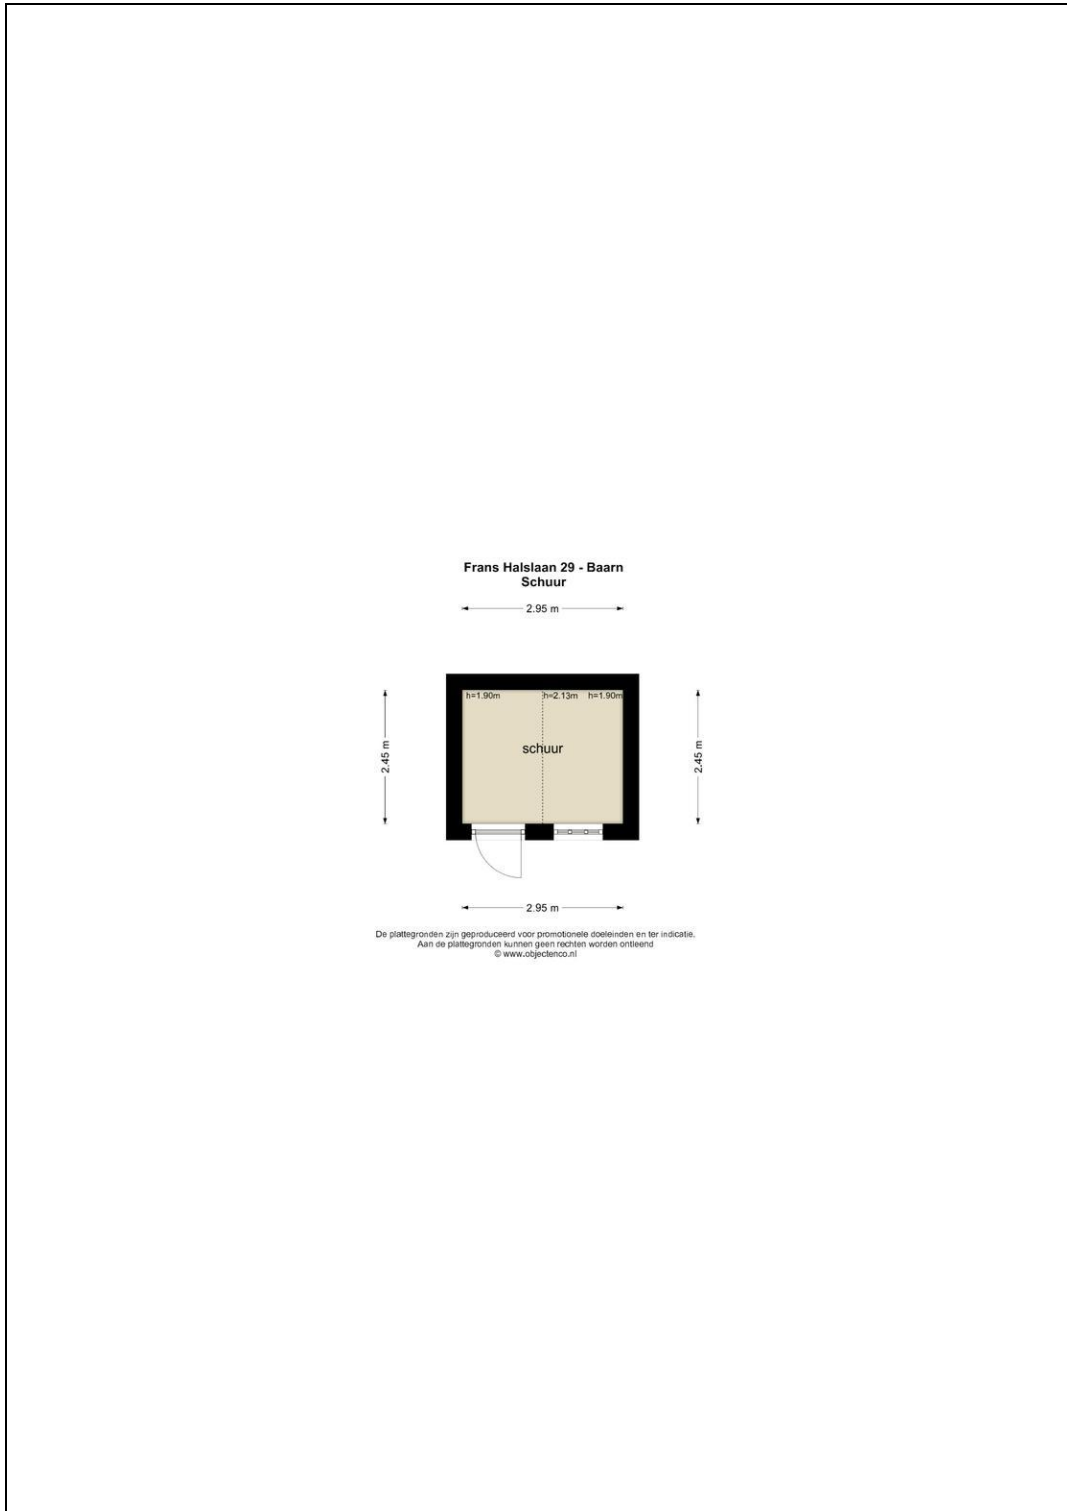 Frans Halslaan 29 - Baarn
Schuur
2.95 m
h=1.90m h=2.13m h=1.90m
schuur
2.45 m
2.45 m
2.95 m
De plattegronden zijn geproduceerd voor promotionele doeleinden en ter indicatie.
Aan de plattegronden kunnen geen rechten worden ontleend
© www.objectenco.nl